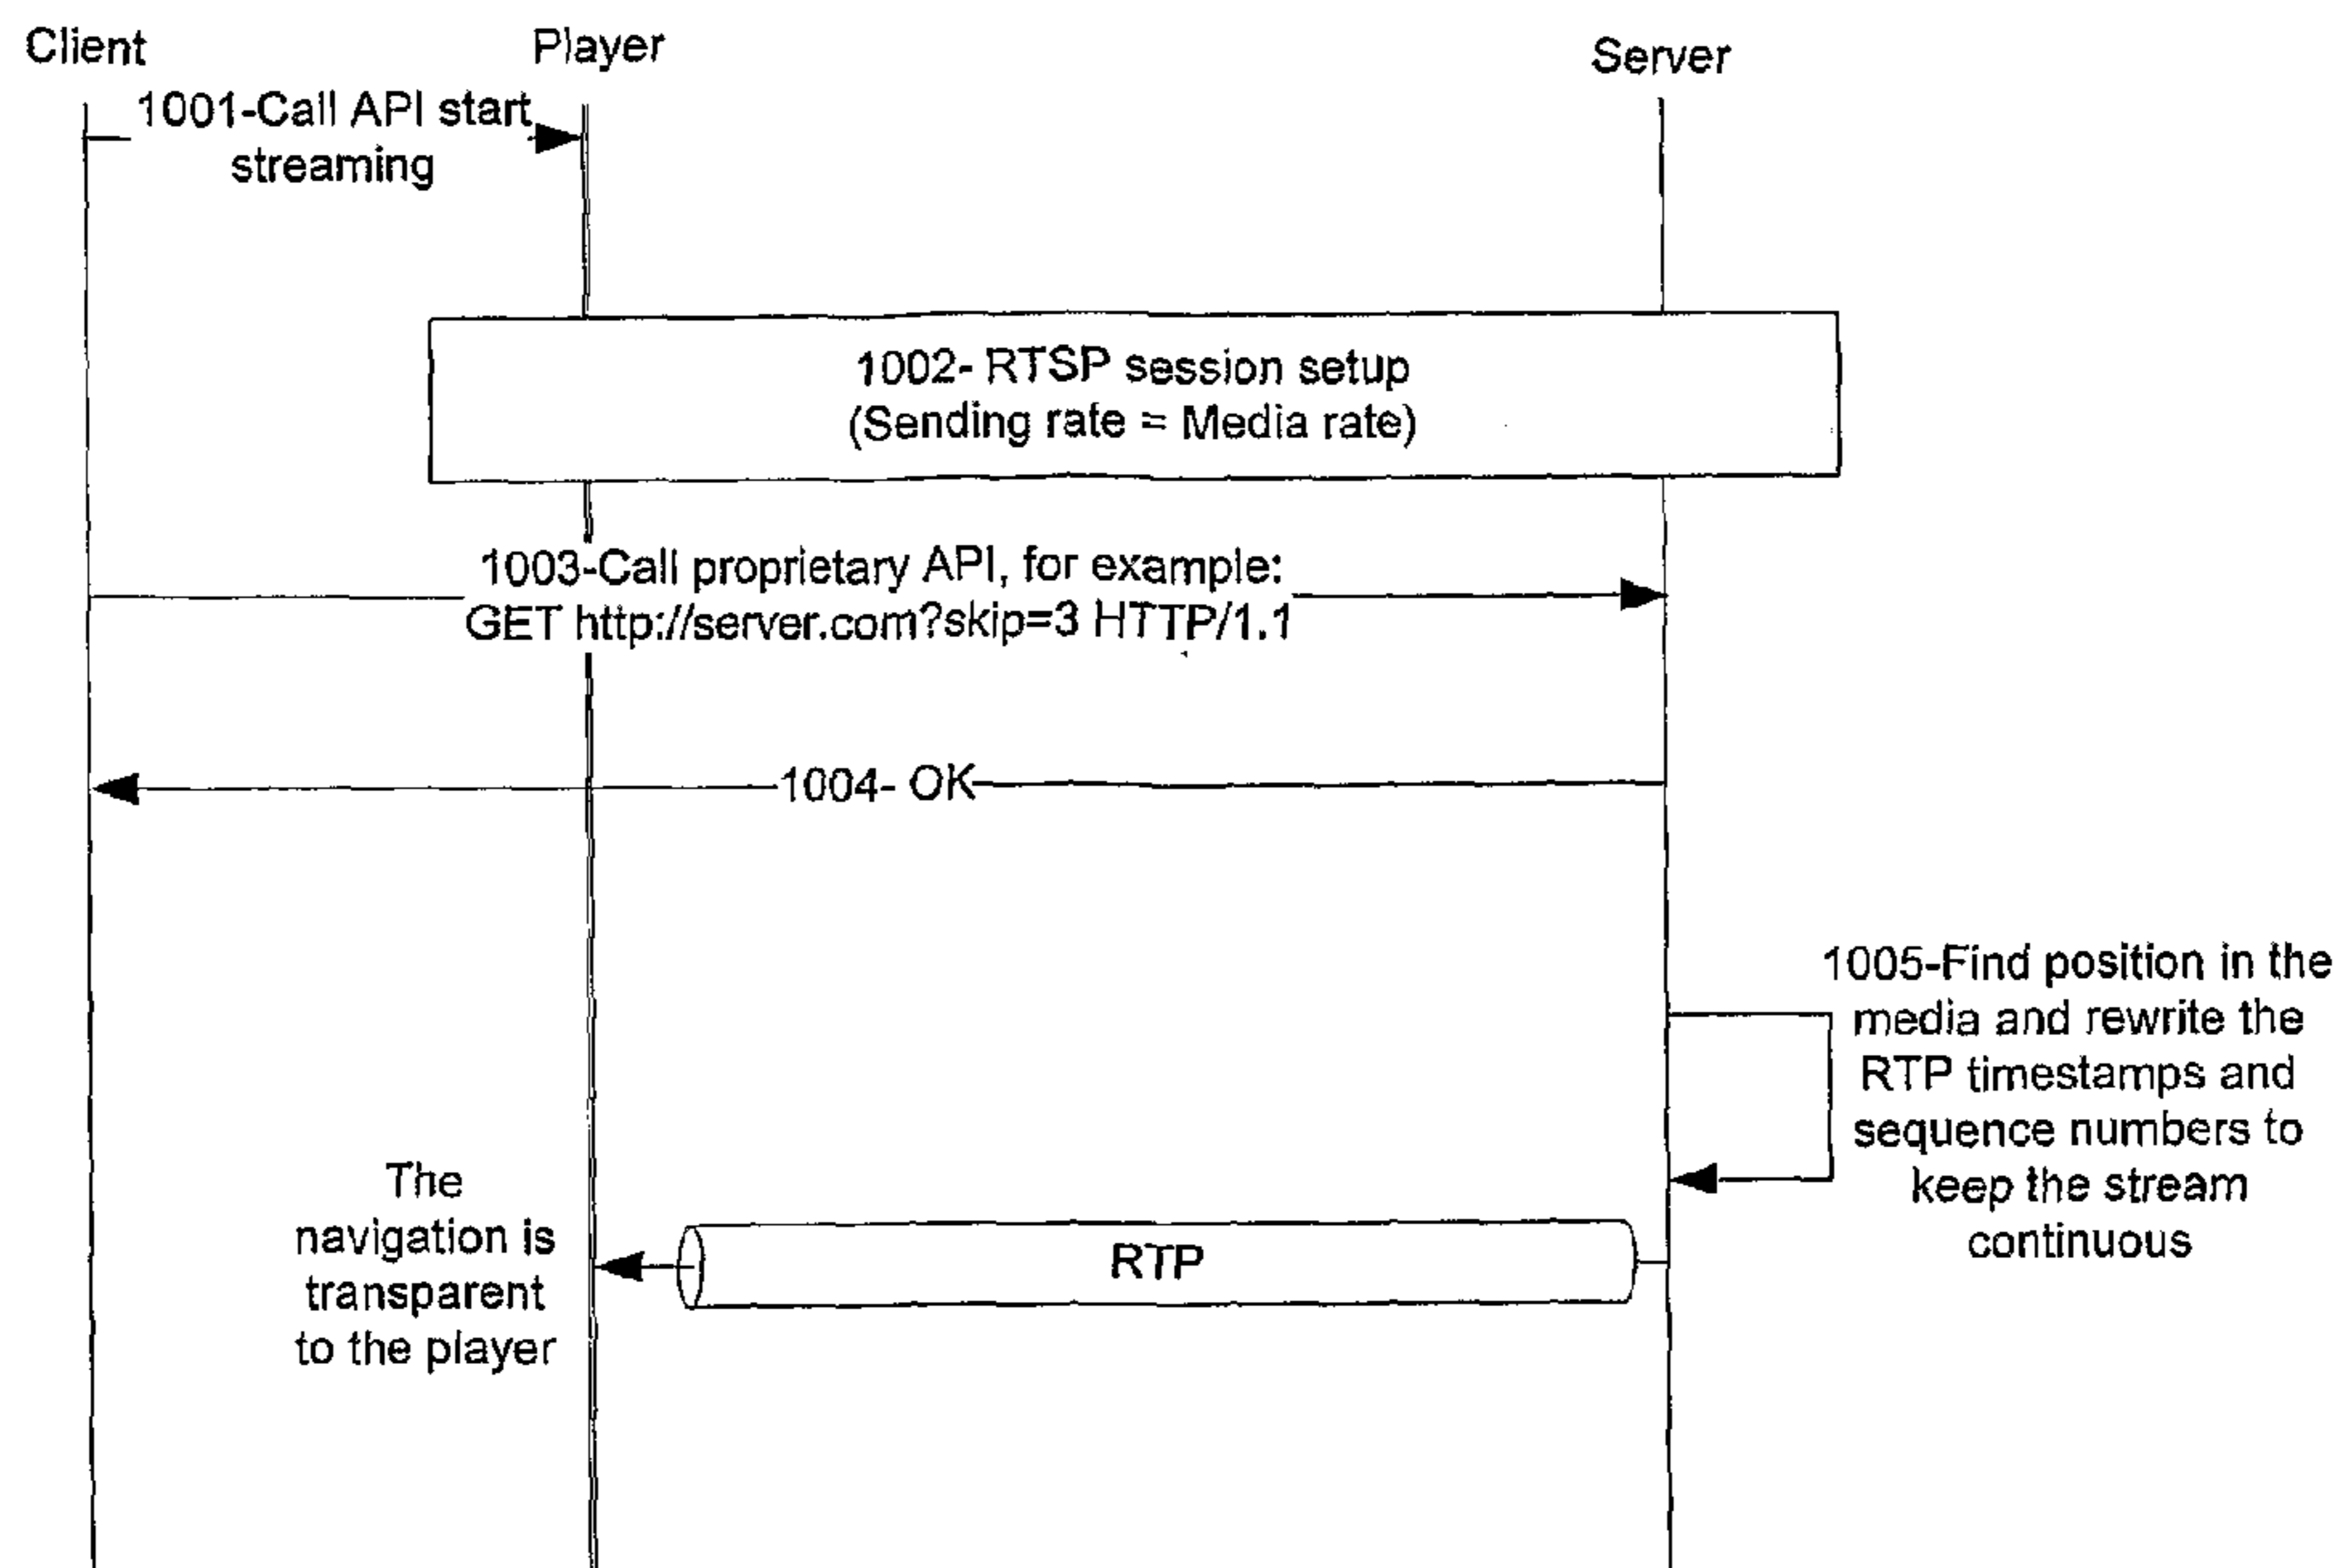 Client
Player
Server
1001-Call API start
streaming
1002- RTSP session setup
(Sending rate = Media rate)
1003-Call proprietary API, for example:
GET http://server.com?skip=3 HTTP/1.1
1004- OK
1005-Find position in the
media and rewrite the
RTP timestamps and
sequence numbers to
keep the stream
continuous
The
navigation is
transparent
to the player
RTP